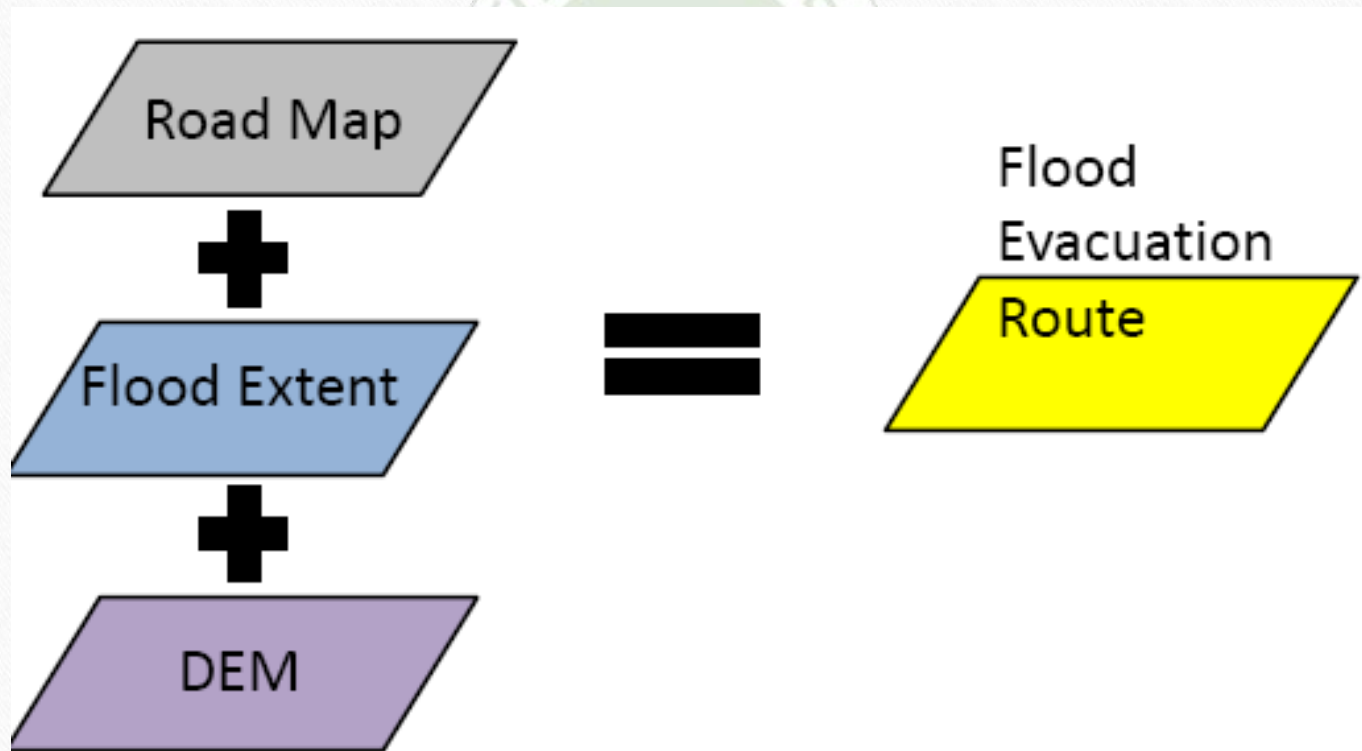 Road Map
Flood Extent
DEM
Flood
Evacuation
Route